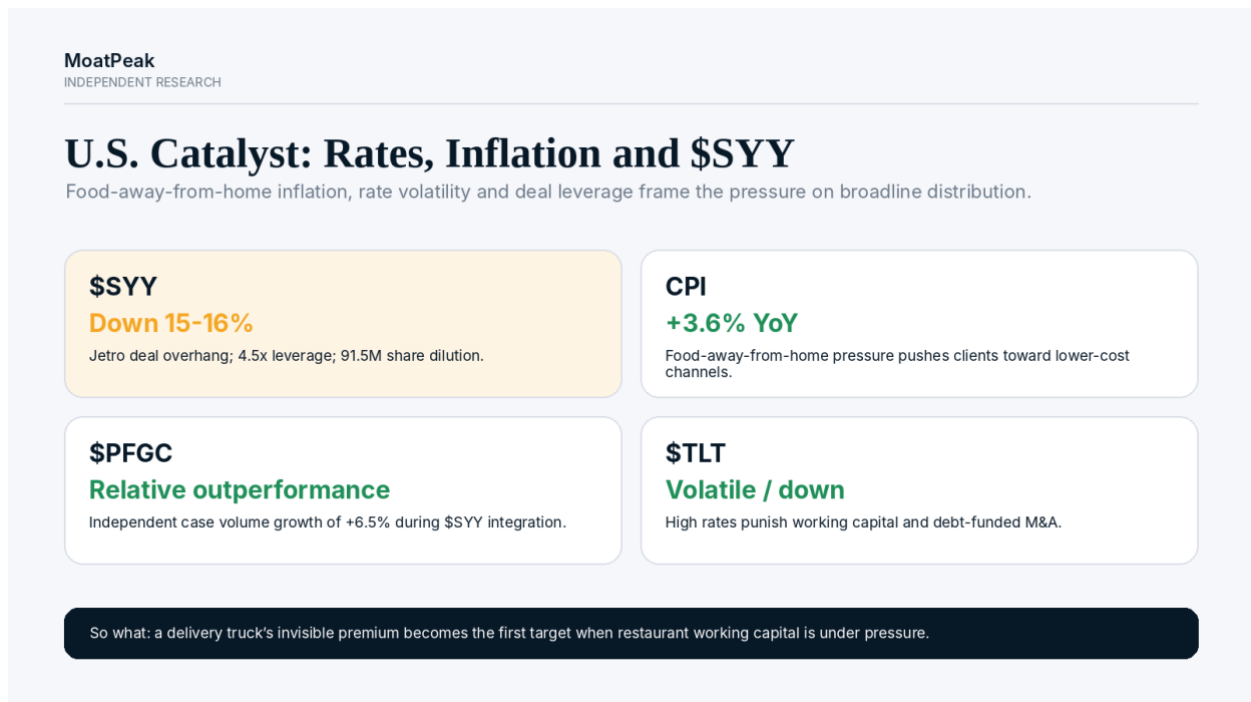 MoatPeak
INDEPENDENT RESEARCH
U.S. Catalyst: Rates, Inflation and $SYY
Food-away-from-home inflation, rate volatility and deal leverage frame the pressure on broadline distribution.
$SYY
Down 15-16%
Jetro deal overhang; 4.5x leverage; 91.5M share dilution.
CPI
+3.6% YoY
Food-away-from-home pressure pushes clients toward lower-cost
channels.
$PFGC
Relative outperformance
Independent case volume growth of +6.5% during $SYY integration.
$TLT
Volatile / down
High rates punish working capital and debt-funded M&A.
So what: a delivery truck’s invisible premium becomes the first target when restaurant working capital is under pressure.